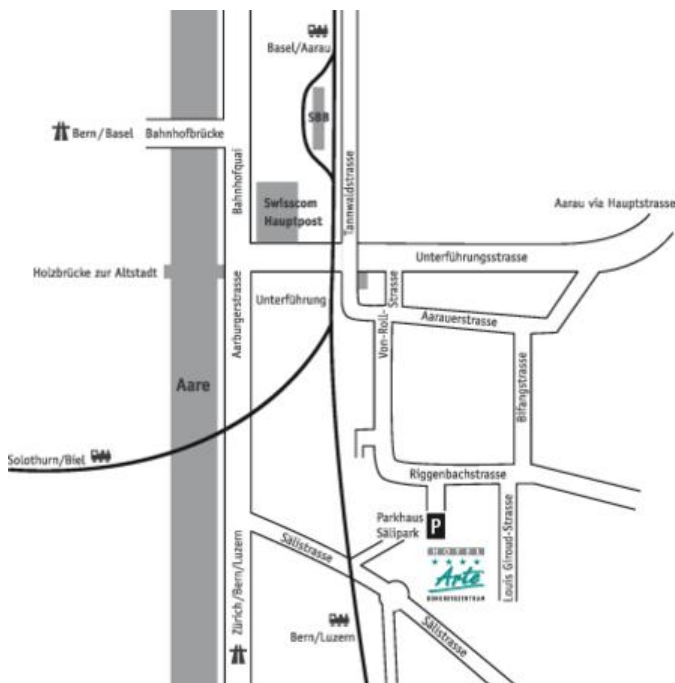 Basel/Aarau
SBB
Bern/Basel
Bahnhofbrücke
Bahnhofquai
Tannwaldstrasse
Swisscom
Hauptpost
Aarau via Hauptstrasse
Unterführungsstrasse
Holzbrücke zur Altstadt
Aarburgerstrasse
Unterführung
Von-Roll-
Strasse
Aarauerstrasse
Bifangstrasse
Aare
Solothurn/Biel
Riggenbachstrasse
Parkhaus
Sälipark
P
Louis Giroud-Strasse
HOTEL
Arte
KONGRESSZENTRUM
Sälistrasse
Zürich/Bern/Luzern
Bern/Luzern
Sälistrasse